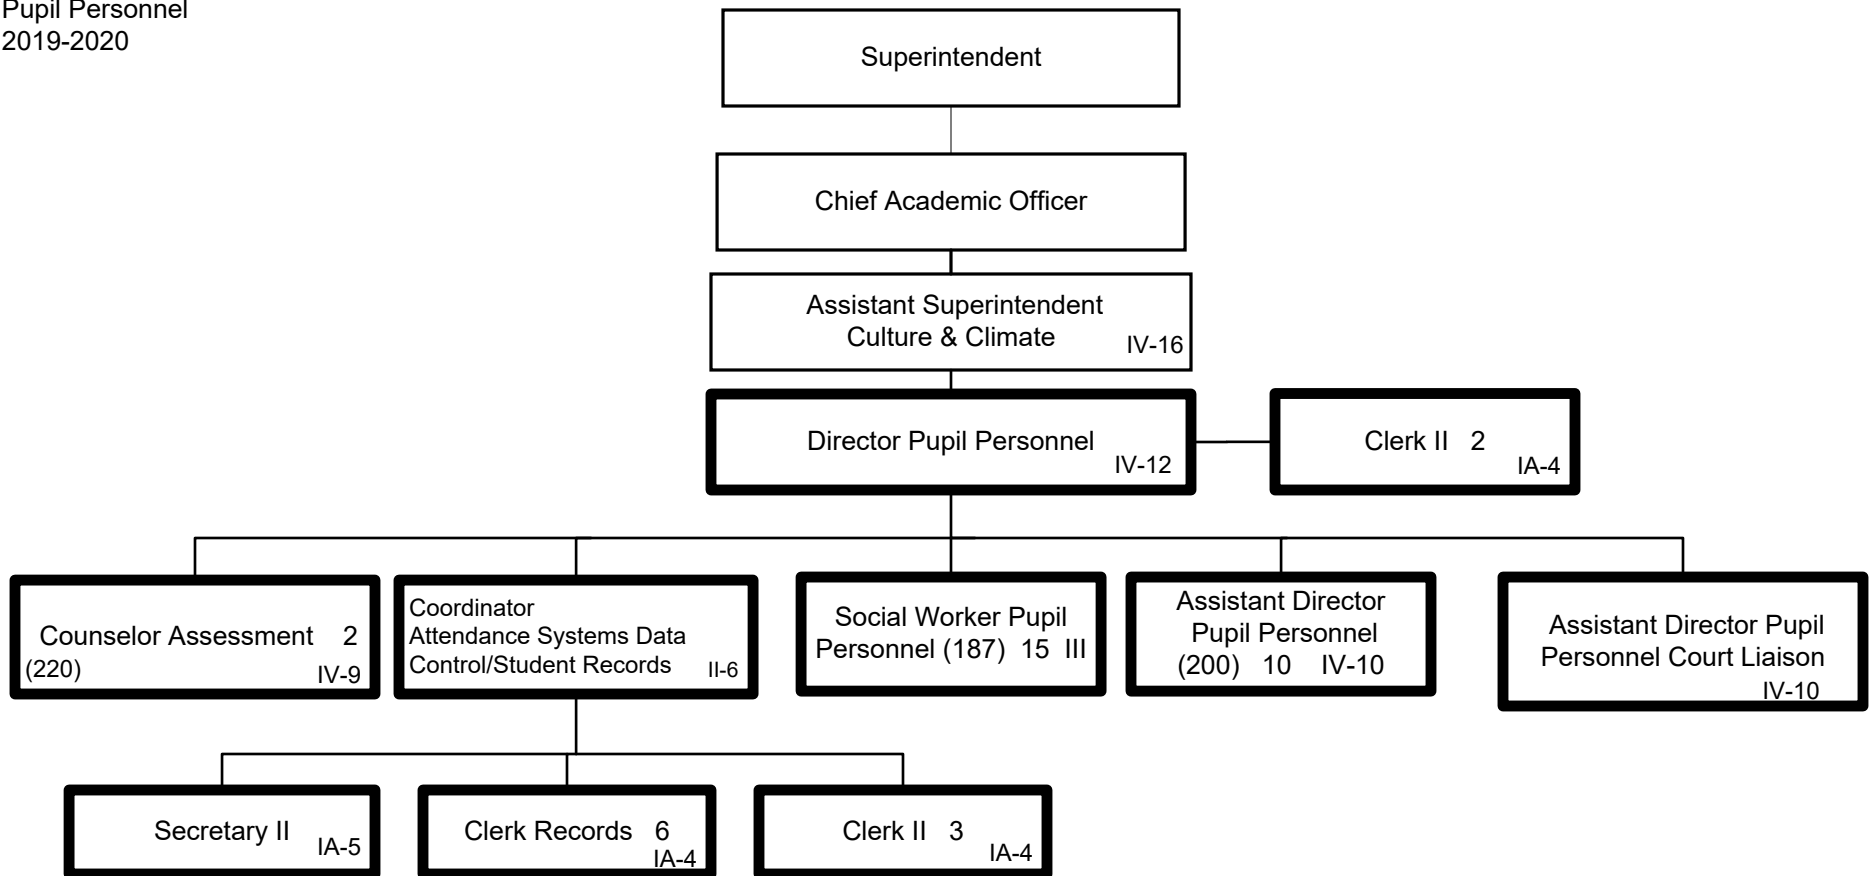 Pupil Personnel
2019-2020
Superintendent
Chief Academic Officer
Assistant Superintendent
Culture & Climate
IV-16
Director Pupil Personnel
IV-12
Clerk II 2
IA-4
Counselor Assessment 2
(220)
IV-9
Coordinator
Attendance Systems Data
Control/Student Records II-6
Social Worker Pupil
Personnel (187) 15 III
Assistant Director
Pupil Personnel
(200) 10 IV-10
Assistant Director Pupil
Personnel Court Liaison
IV-10
Secretary II
IA-5
Clerk Records 6
IA-4
Clerk II 3
IA-4